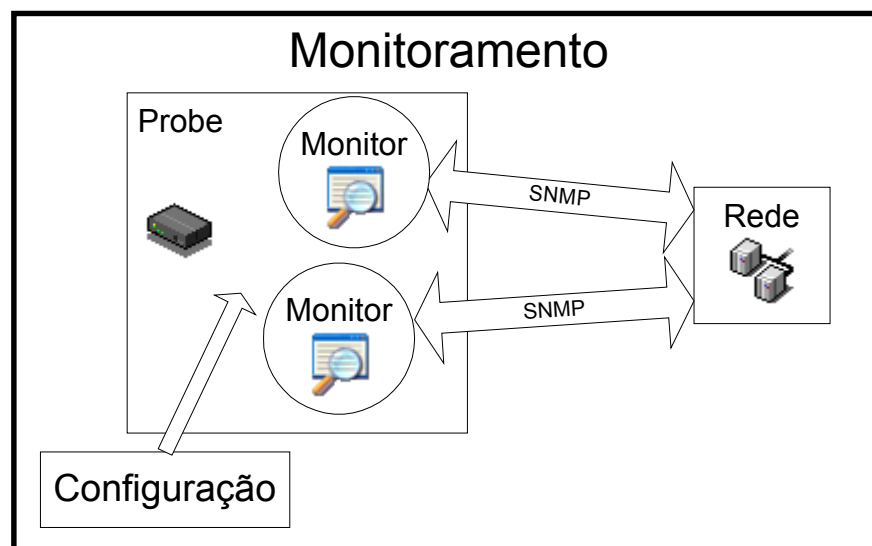 Monitoramento
Probe
Monitor
SNMP
Rede
Monitor
SNMP
Configuração